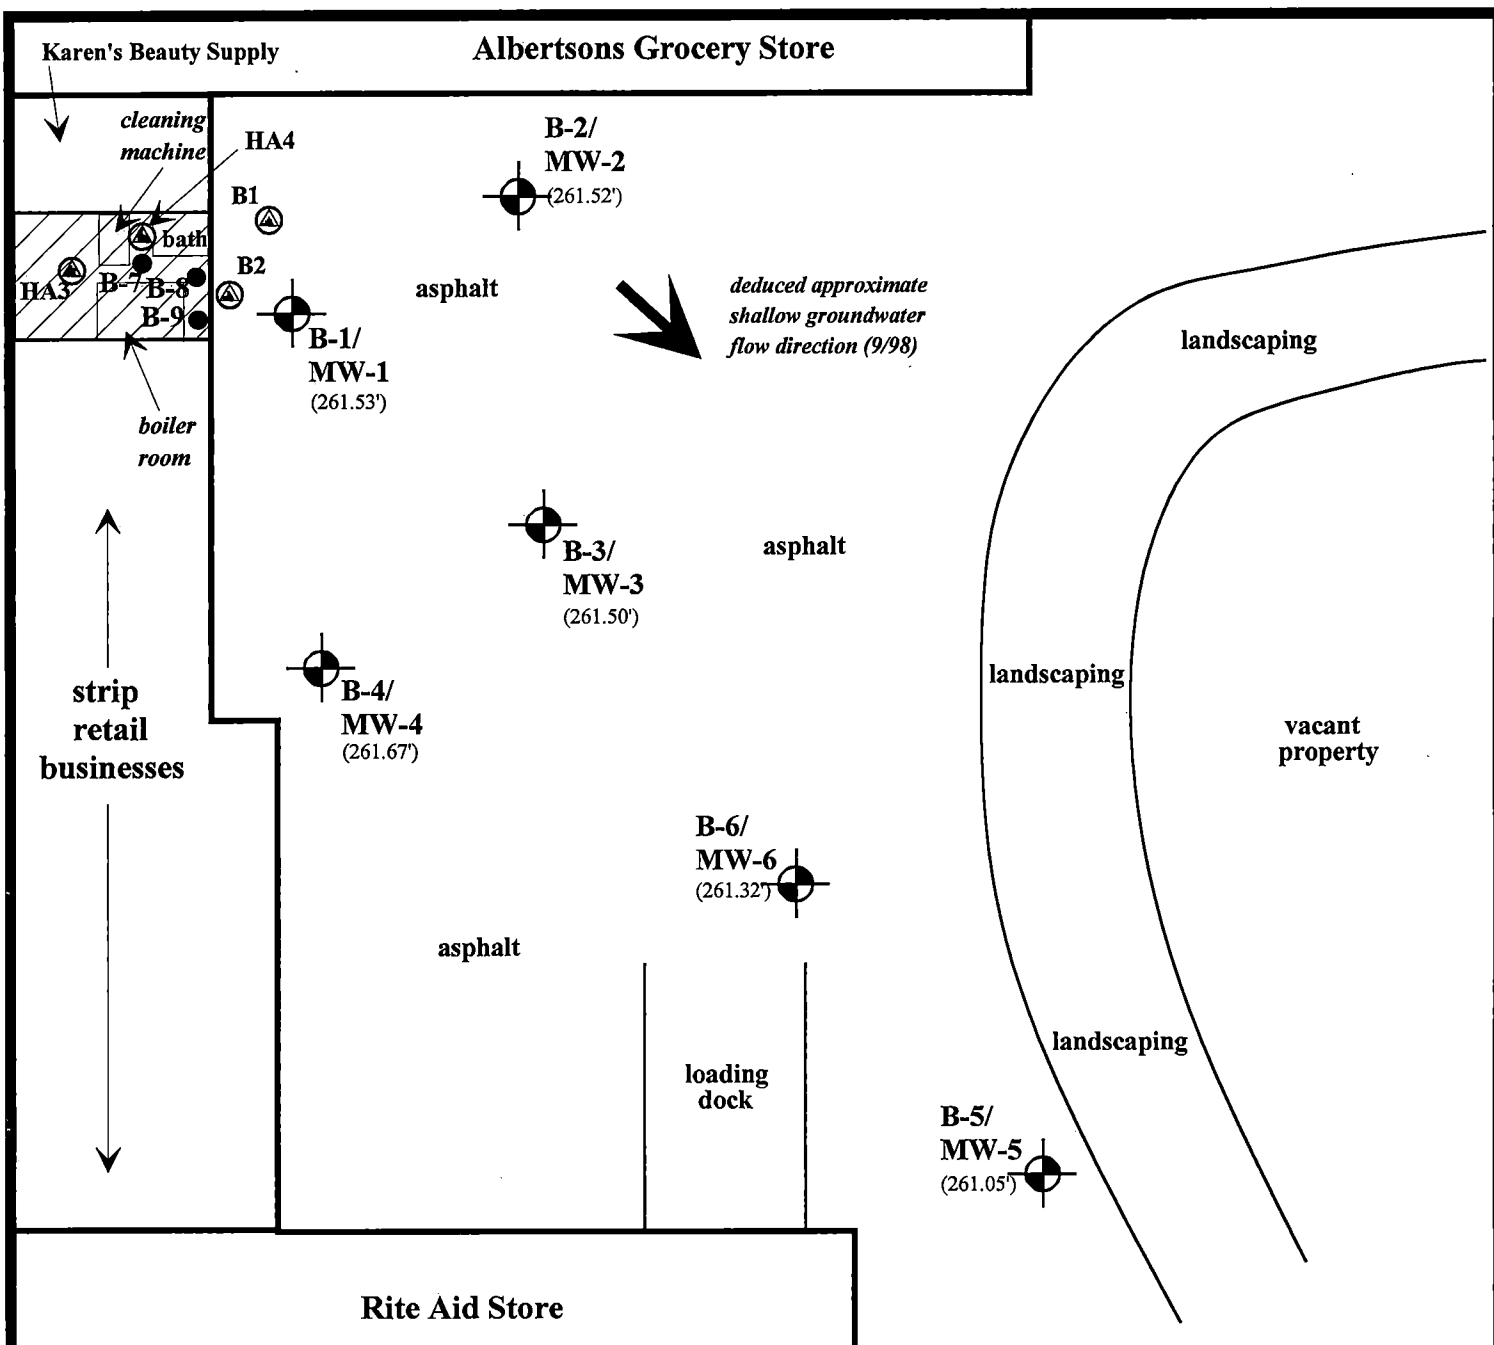 Karen's Beauty Supply
Albertsons Grocery Store
cleaning
machine
HA4
B-2/
MW-2
(261.52')
B1
bath
B2
HA3
B-7
B-8
B-9
asphalt
deduced approximate
shallow groundwater
flow direction (9/98)
B-1/
MW-1
(261.53')
landscaping
boiler
room
B-3/
MW-3
(261.50')
asphalt
strip
retail
businesses
B-4/
MW-4
(261.67')
landscaping
vacant
property
B-6/
MW-6
(261.32')
asphalt
loading
dock
landscaping
B-5/
MW-5
(261.05')
Rite Aid Store